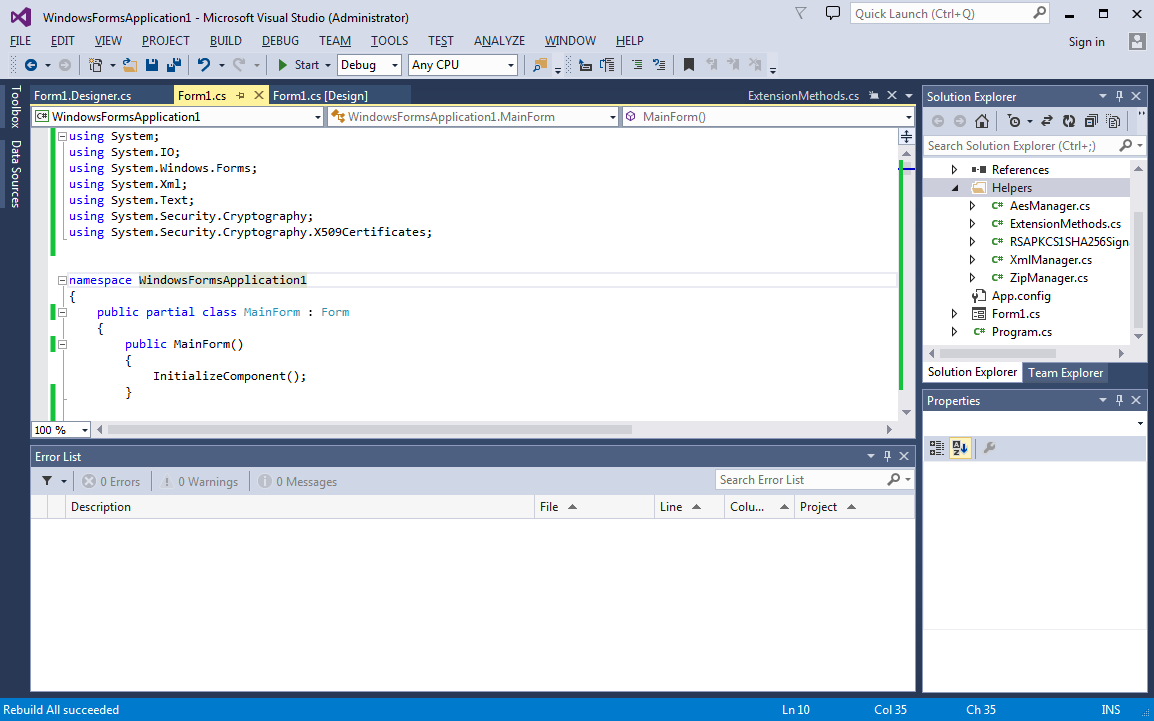 WindowsFormsApplication1 - Microsoft Visual Studio (Administrator)
Quick Launch (Ctrl+Q)
FILE EDIT VIEW PROJECT BUILD DEBUG TEAM TOOLS TEST ANALYZE WINDOW HELP
Sign in
Start Debug Any CPU
Toolbox
Data Sources
Form1.Designer.cs Form1.cs Form1.cs [Design] ExtensionMethods.cs
C# WindowsFormsApplication1 WindowsFormsApplication1.MainForm MainForm()
using System;
using System.IO;
using System.Windows.Forms;
using System.Xml;
using System.Text;
using System.Security.Cryptography;
using System.Security.Cryptography.X509Certificates;
namespace WindowsFormsApplication1
{
public partial class MainForm : Form
{
public MainForm()
{
InitializeComponent();
}
100 %
Error List
0 Errors 0 Warnings 0 Messages
Search Error List
Description File Line Colu... Project
Solution Explorer
Search Solution Explorer (Ctrl+;)
References
Helpers
C# AesManager.cs
C# ExtensionMethods.cs
C# RSAPKCS1SHA256Sign
C# XmlManager.cs
C# ZipManager.cs
App.config
Form1.cs
C# Program.cs
Solution Explorer Team Explorer
Properties
Rebuild All succeeded Ln 10 Col 35 Ch 35 INS